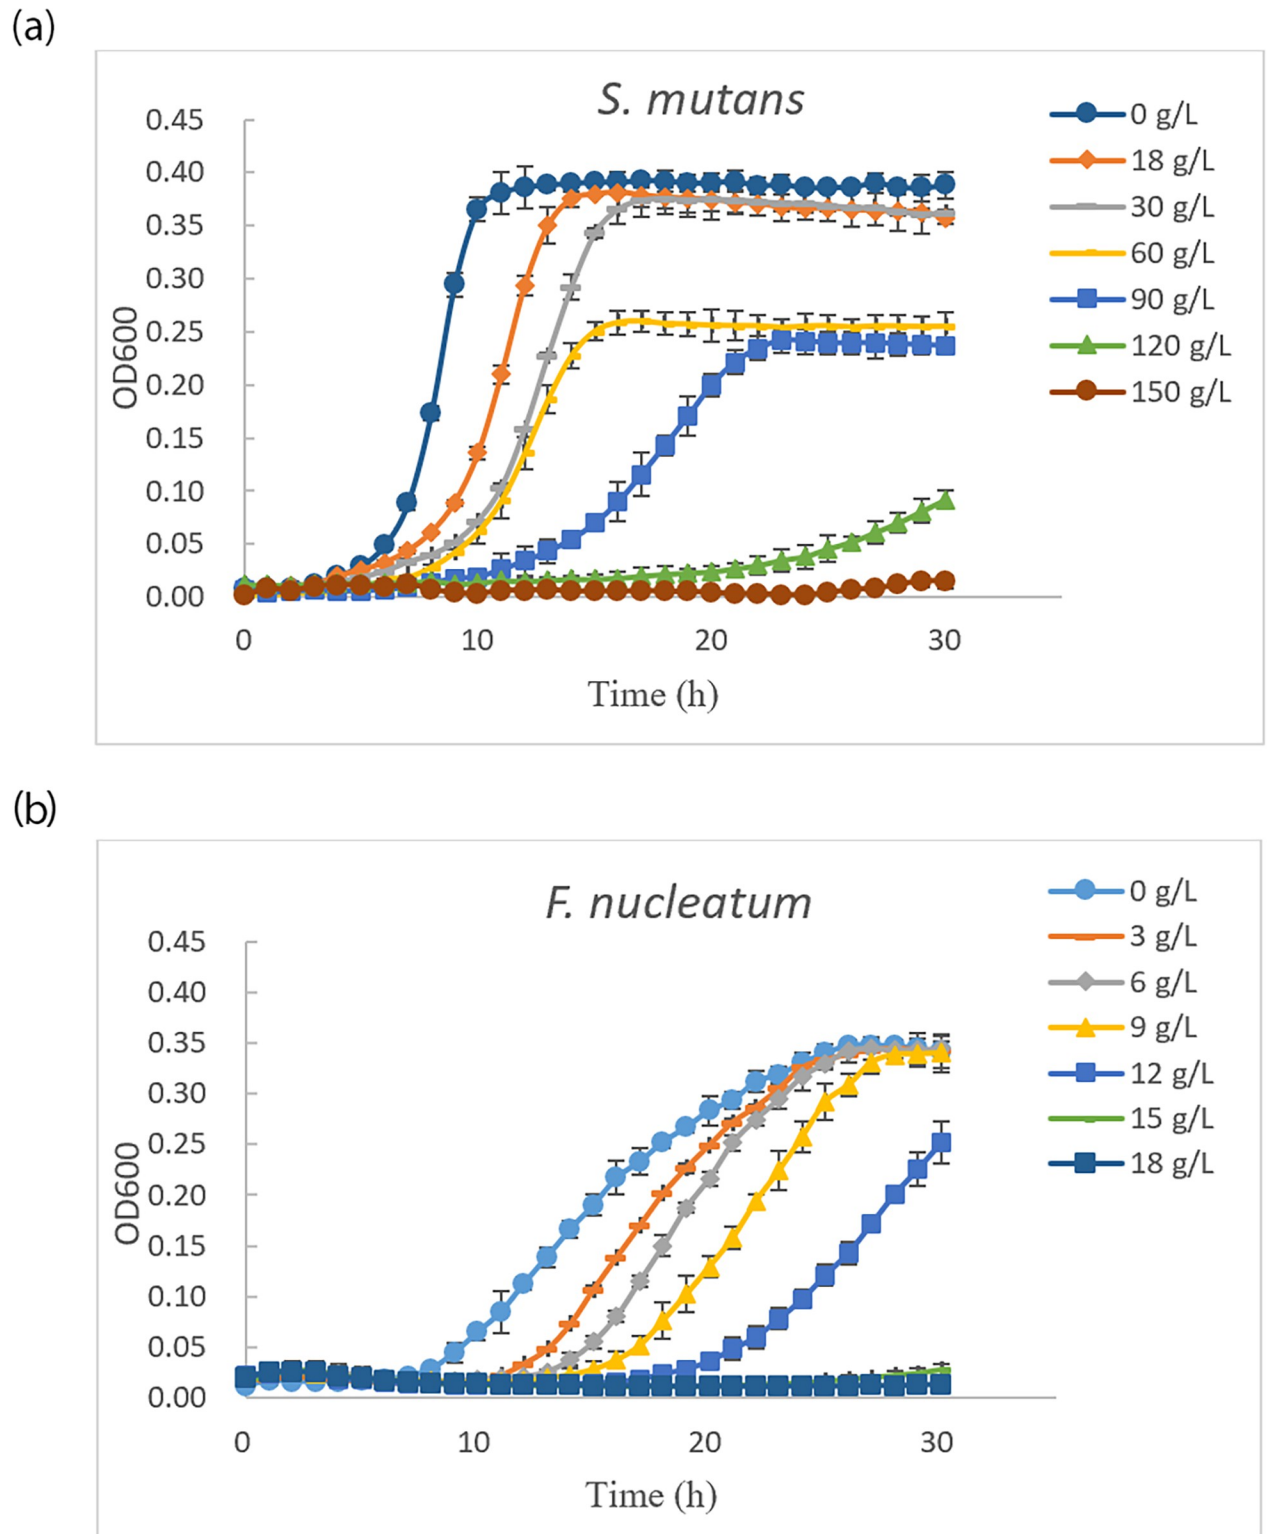 (a)
S. mutans
0.45
0.40
0.35
0.30
0.25
0.20
0.15
0.10
0.05
0.00
OD600
0 10 20 30
Time (h)
0 g/L
18 g/L
30 g/L
60 g/L
90 g/L
120 g/L
150 g/L
(b)
F. nucleatum
0.45
0.40
0.35
0.30
0.25
0.20
0.15
0.10
0.05
0.00
OD600
0 10 20 30
Time (h)
0 g/L
3 g/L
6 g/L
9 g/L
12 g/L
15 g/L
18 g/L